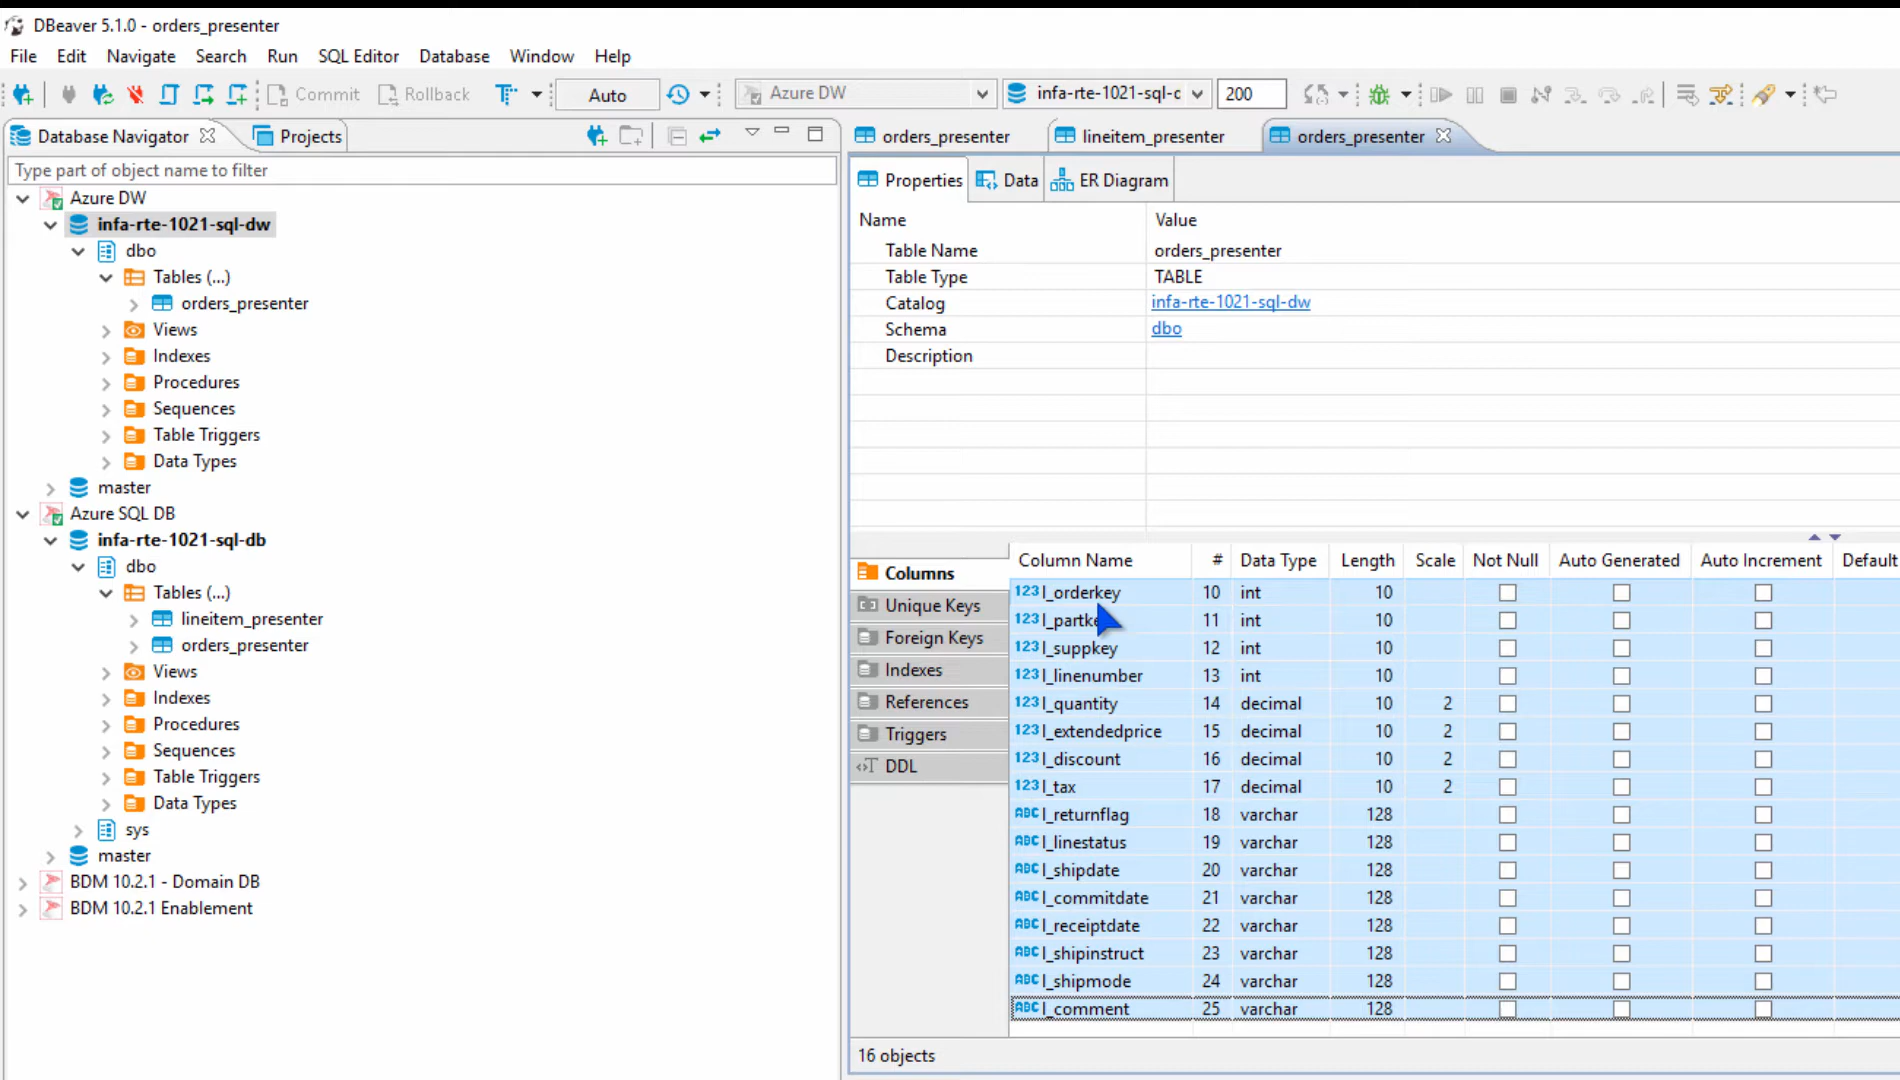 DBeaver 5.1.0 - orders_presenter
File Edit Navigate Search Run SQL Editor Database Window Help
Commit Rollback Auto Azure DW infa-rte-1021-sql-c 200
Database Navigator Projects
Type part of object name to filter
Azure DW
infa-rte-1021-sql-dw
dbo
Tables (...)
orders_presenter
Views
Indexes
Procedures
Sequences
Table Triggers
Data Types
master
Azure SQL DB
infa-rte-1021-sql-db
dbo
Tables (...)
lineitem_presenter
orders_presenter
Views
Indexes
Procedures
Sequences
Table Triggers
Data Types
sys
master
BDM 10.2.1 - Domain DB
BDM 10.2.1 Enablement
orders_presenter lineitem_presenter orders_presenter
Properties Data ER Diagram
Name Value
Table Name orders_presenter
Table Type TABLE
Catalog infa-rte-1021-sql-dw
Schema dbo
Description
Columns
Unique Keys
Foreign Keys
Indexes
References
Triggers
DDL
Column Name # Data Type Length Scale Not Null Auto Generated Auto Increment Default
123 l_orderkey 10 int 10
123 11 int 10
123 l_suppkey 12 int 10
123 l_linenumber 13 int 10
123 l_quantity 14 decimal 10 2
123 l_extendedprice 15 decimal 10 2
123 l_discount 16 decimal 10 2
123 l_tax 17 decimal 10 2
ABC l_returnflag 18 varchar 128
ABC l_linestatus 19 varchar 128
ABC l_shipdate 20 varchar 128
ABC l_commitdate 21 varchar 128
ABC l_receiptdate 22 varchar 128
ABC l_shipinstruct 23 varchar 128
ABC l_shipmode 24 varchar 128
ABC l_comment 25 varchar 128
16 objects